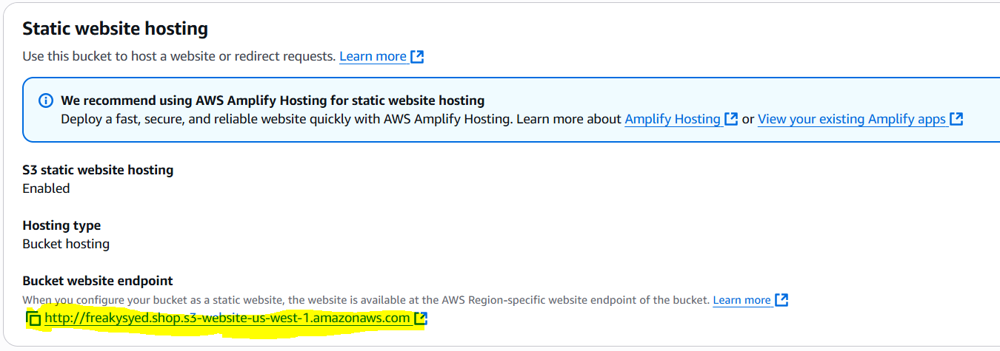 Static website hosting
Use this bucket to host a website or redirect requests. Learn more
We recommend using AWS Amplify Hosting for static website hosting
Deploy a fast, secure, and reliable website quickly with AWS Amplify Hosting. Learn more about Amplify Hosting or View your existing Amplify apps
S3 static website hosting
Enabled
Hosting type
Bucket hosting
Bucket website endpoint
When you configure your bucket as a static website, the website is available at the AWS Region-specific website endpoint of the bucket. Learn more
http://freakysyed.shop.s3-website-us-west-1.amazonaws.com